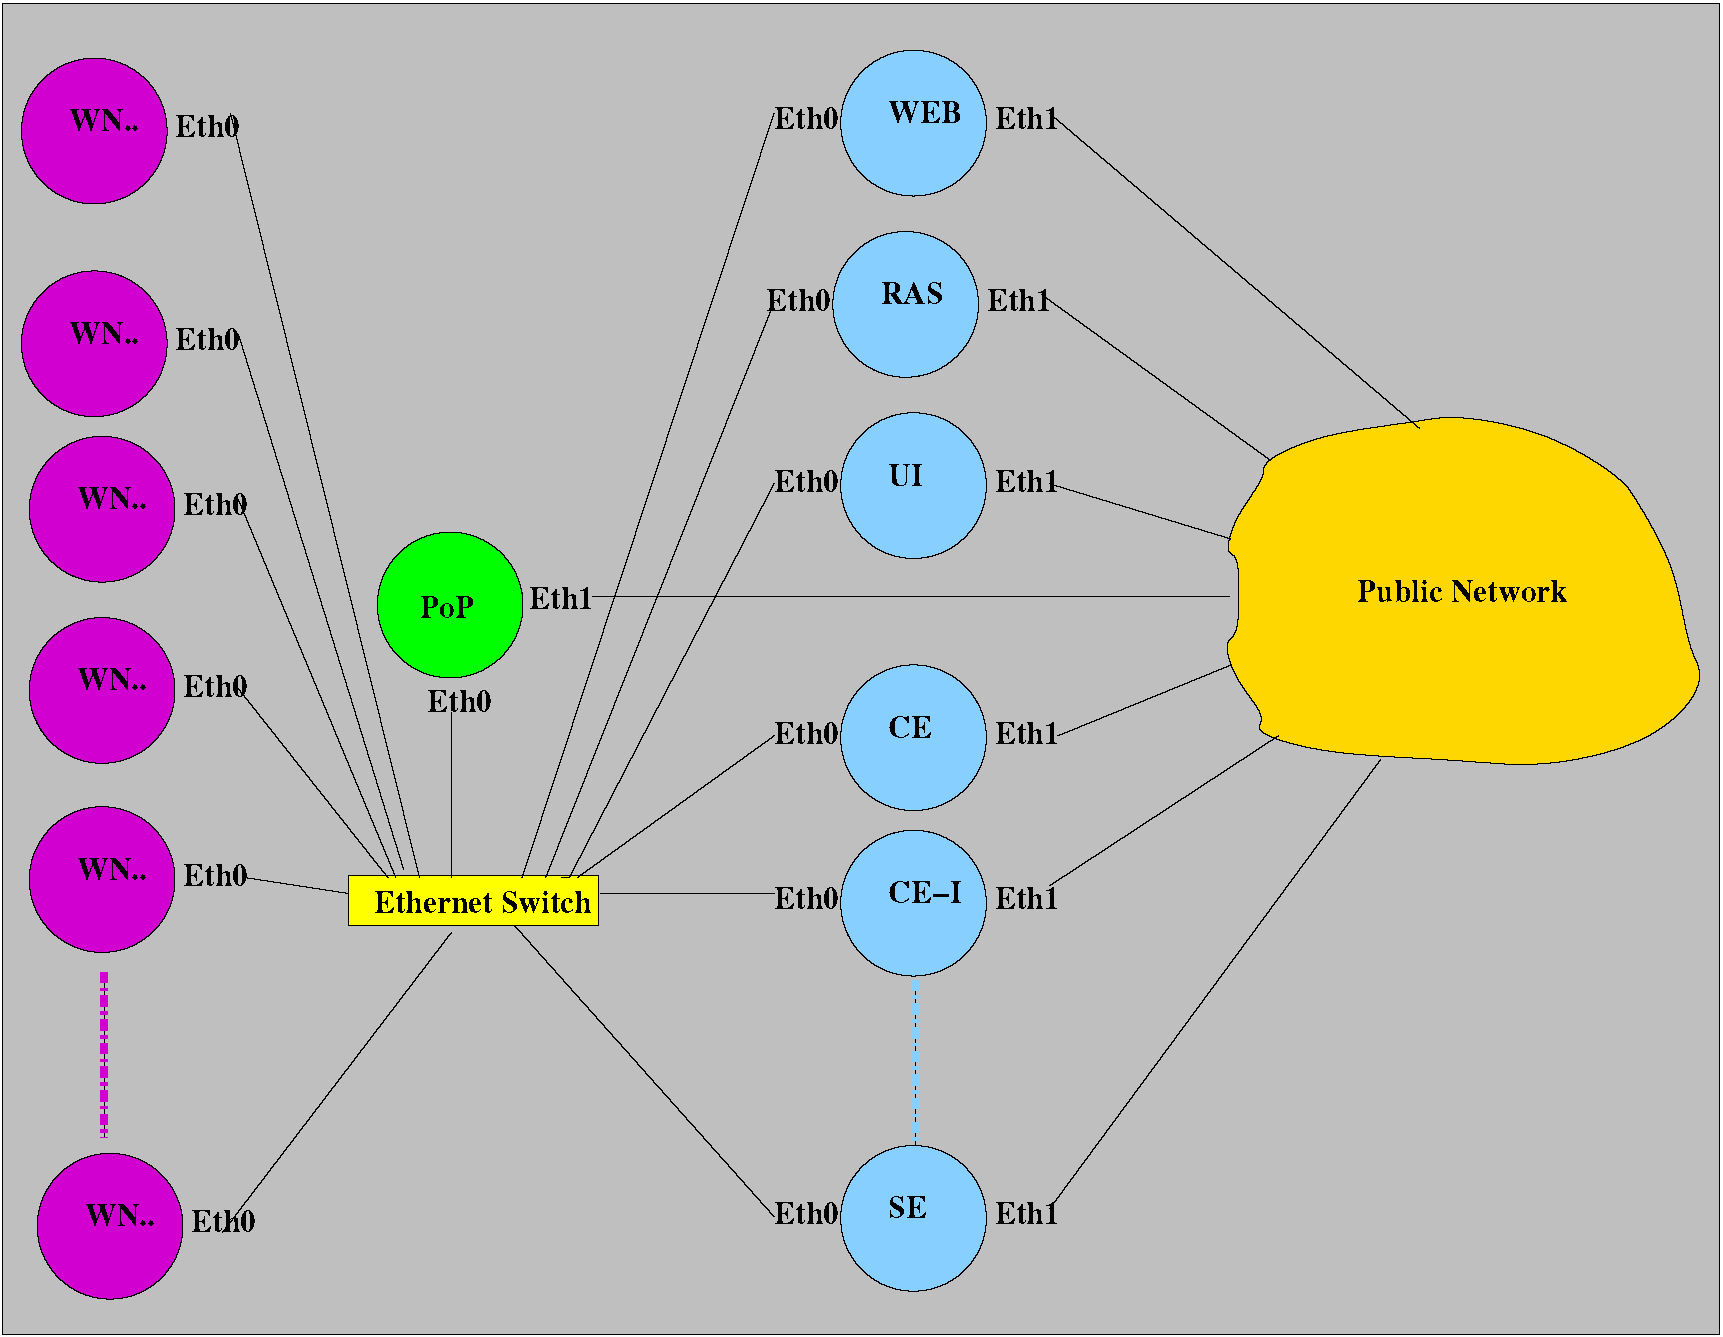 WN..
Eth0
WN..
Eth0
WN..
Eth0
WN..
Eth0
WN..
Eth0
WN..
Eth0
PoP
Eth1
Eth0
Ethernet Switch
Eth0
WEB
Eth1
Eth0
RAS
Eth1
Eth0
UI
Eth1
Eth0
CE
Eth1
Eth0
CE-I
Eth1
Eth0
SE
Eth1
Public Network